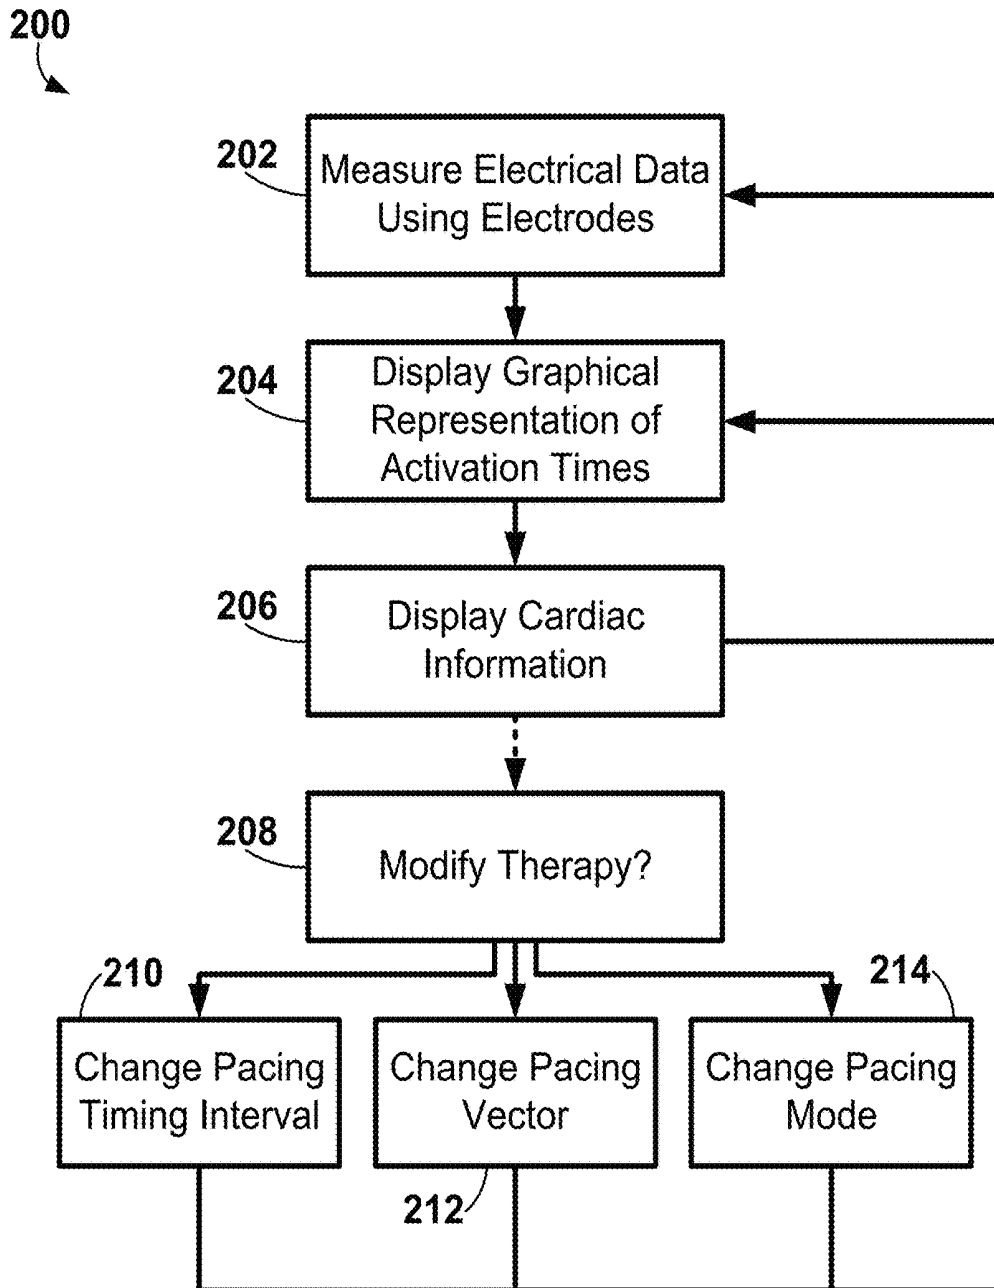 200
202
Measure Electrical Data
Using Electrodes
204
Display Graphical
Representation of
Activation Times
206
Display Cardiac
Information
208
Modify Therapy?
210
214
Change Pacing
Timing Interval
Change Pacing
Vector
Change Pacing
Mode
212